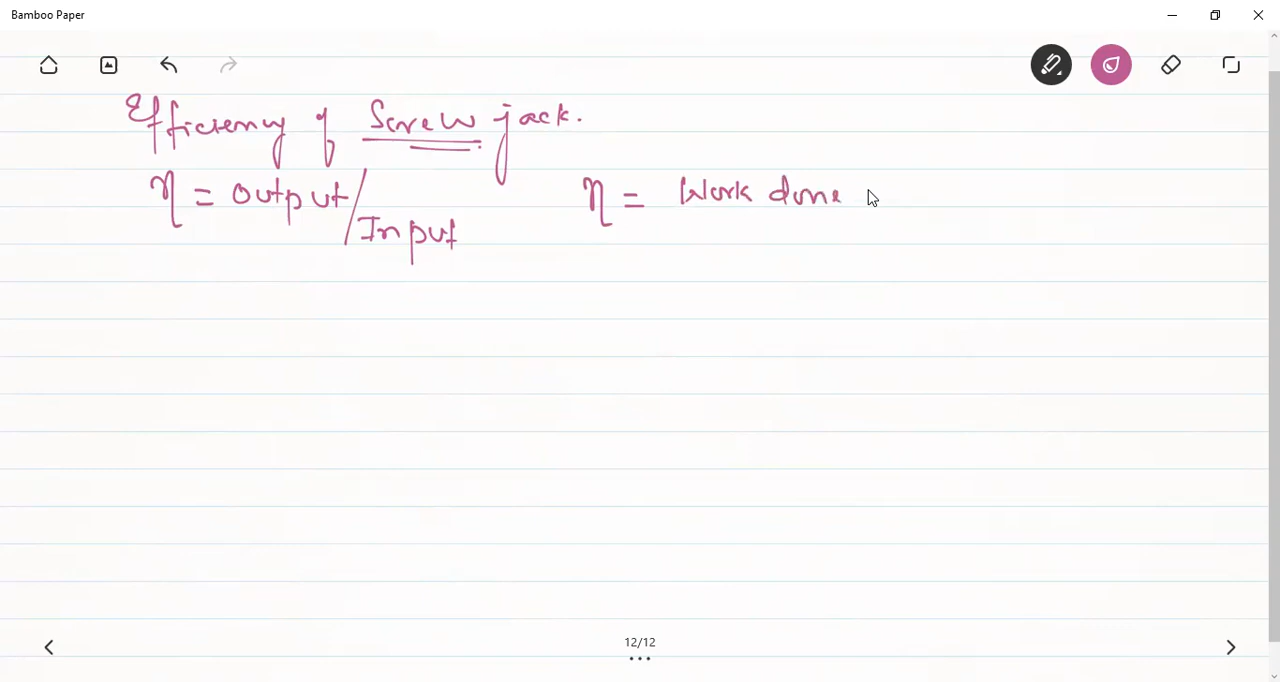 Bamboo Paper
Efficiency of Screw jack.
η = output/Input
η = Work done
12/12